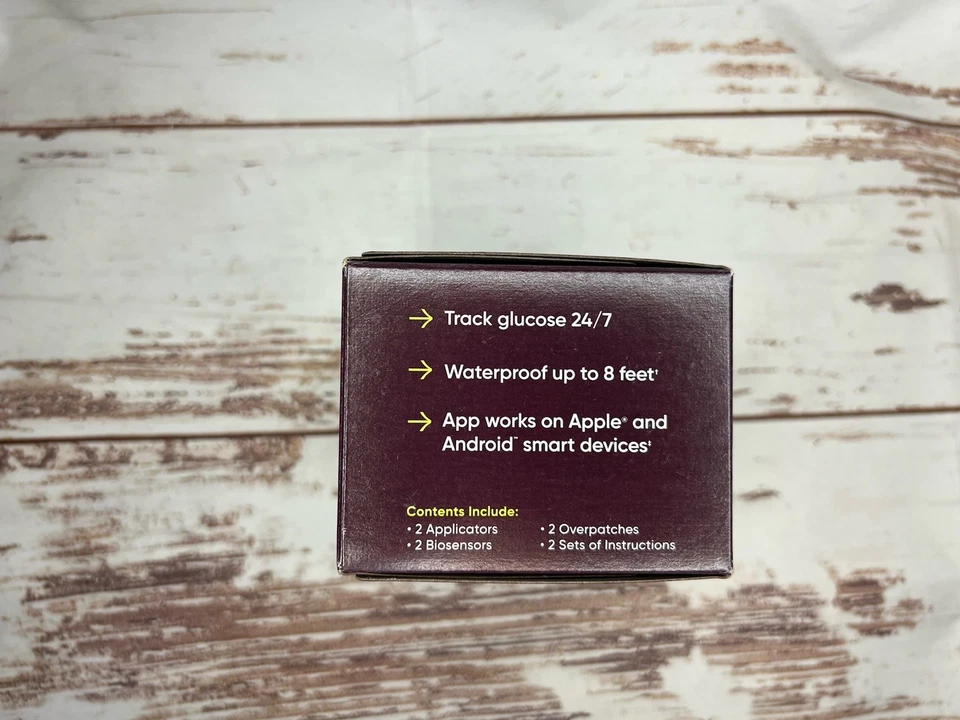 → Track glucose 24/7
→ Waterproof up to 8 feet†
→ App works on Apple® and
Android™ smart devices‡
Contents Include:
• 2 Applicators • 2 Overpatches
• 2 Biosensors • 2 Sets of Instructions